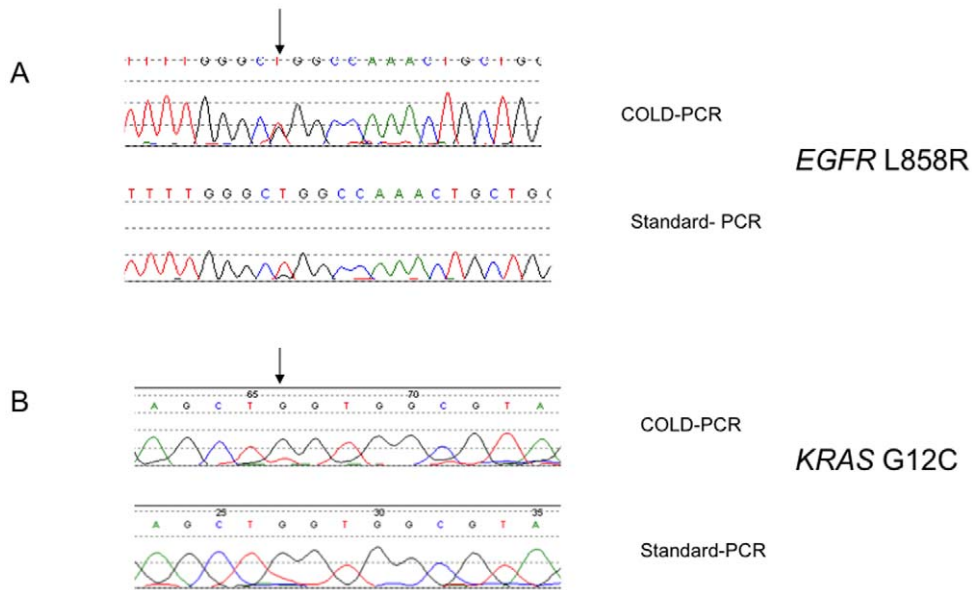 A
T T T T G G G C T G G C C A A A C T G C T G
COLD-PCR
EGFR L858R
T T T T G G G C T G G C C A A A C T G C T G
Standard- PCR
B
65 70
A G C T G G T G G C G T A
COLD-PCR
KRAS G12C
25 30 35
A G C T G G T G G C G T A
Standard-PCR